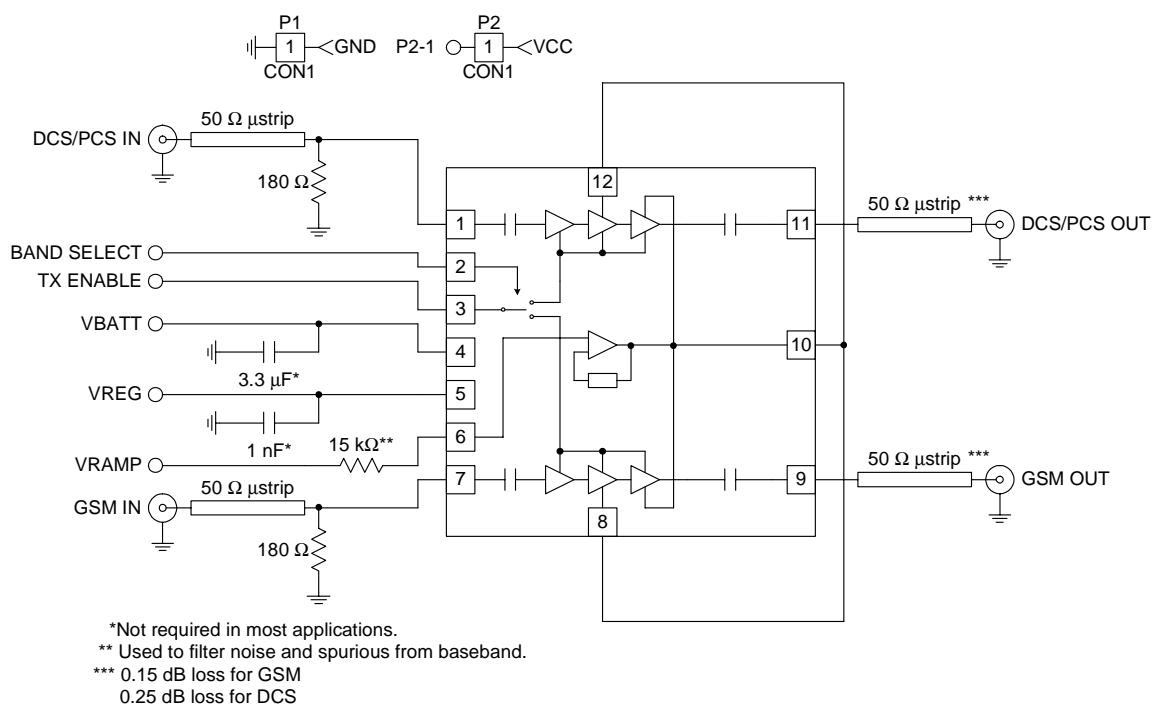 P1
P2
1
GND
P2-1
1
VCC
CON1
CON1
DCS/PCS IN
50 Ω μstrip
180 Ω
12
1
11
50 Ω μstrip ***
DCS/PCS OUT
BAND SELECT
2
TX ENABLE
3
VBATT
4
10
3.3 μF*
VREG
5
1 nF*
15 kΩ**
6
VRAMP
50 Ω μstrip
7
9
50 Ω μstrip ***
GSM OUT
GSM IN
8
180 Ω
*Not required in most applications.
** Used to filter noise and spurious from baseband.
*** 0.15 dB loss for GSM
0.25 dB loss for DCS